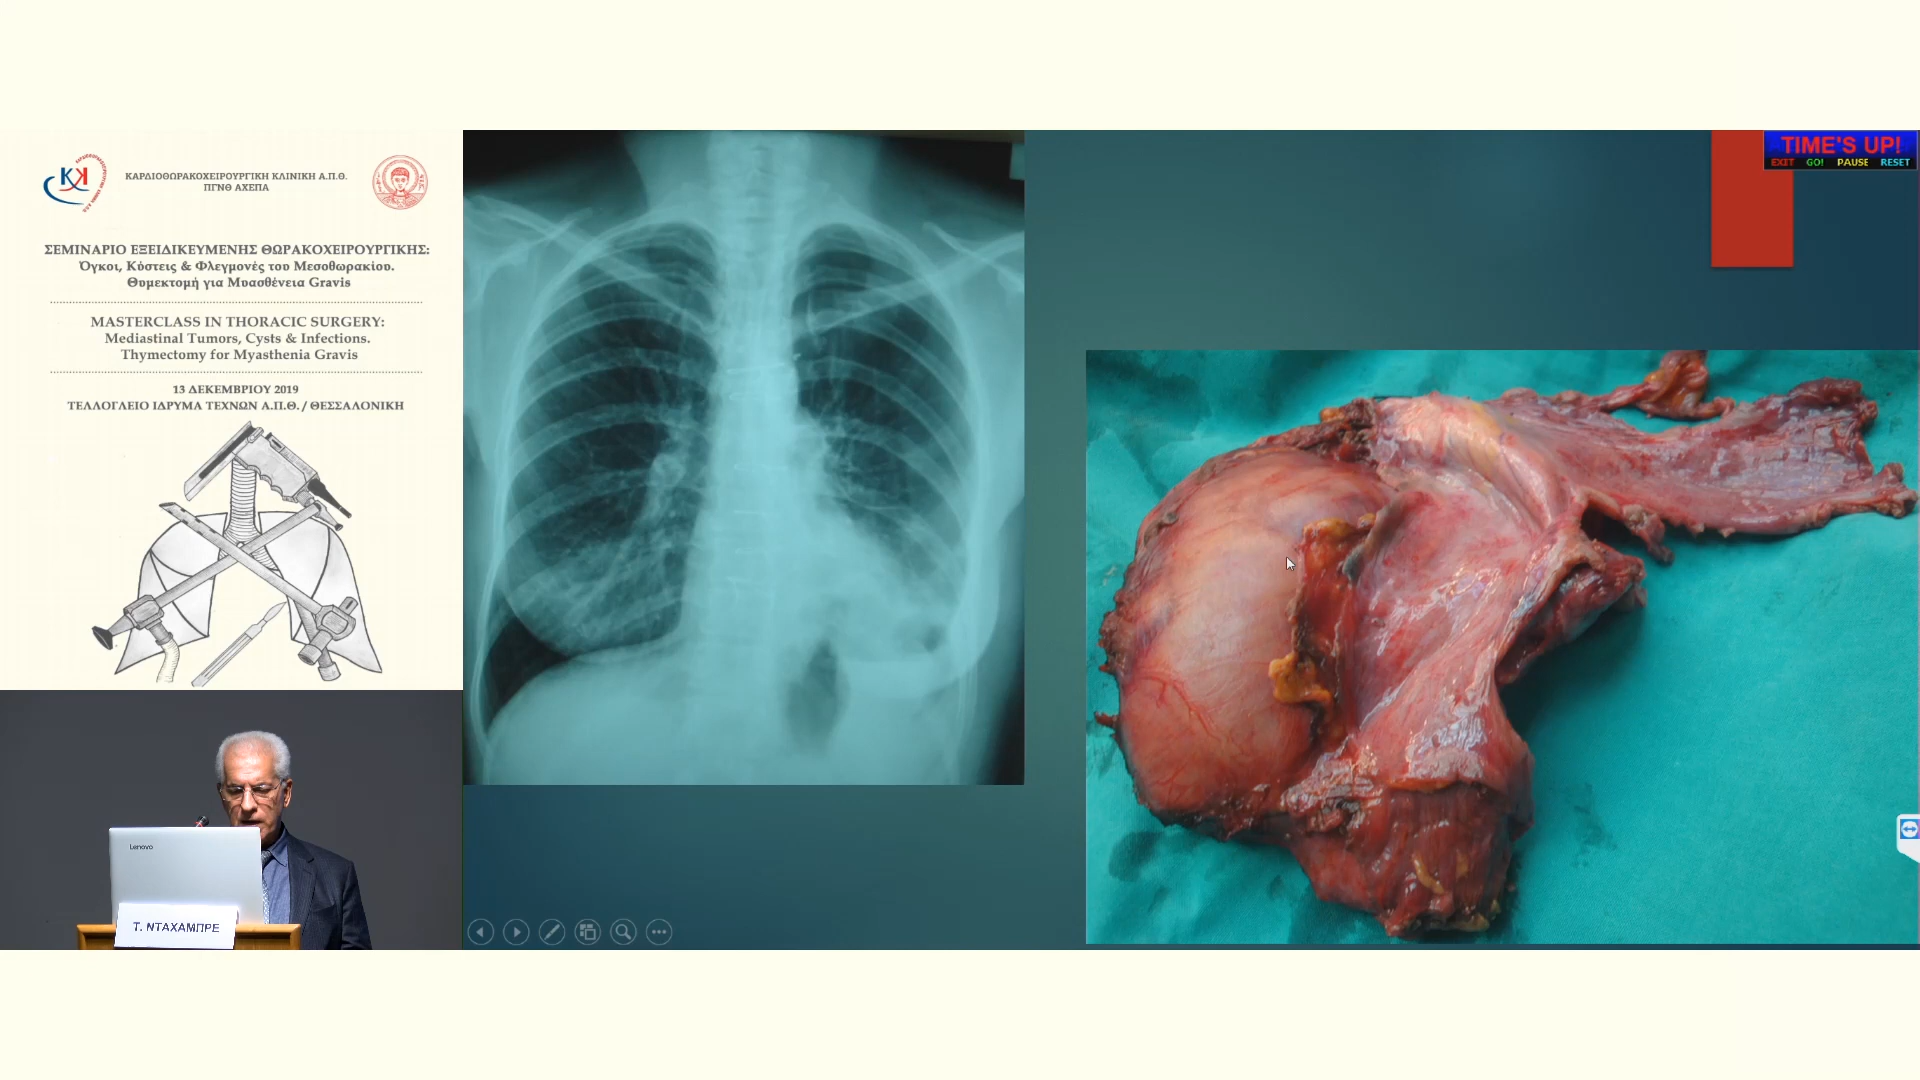 ΚΑΡΔΙΟΘΩΡΑΚΟΧΕΙΡΟΥΡΓΙΚΗ ΚΛΙΝΙΚΗ Α.Π.Θ.
ΠΓΝΘ ΑΧΕΠΑ
ΣΕΜΙΝΑΡΙΟ ΕΞΕΙΔΙΚΕΥΜΕΝΗΣ ΘΩΡΑΚΟΧΕΙΡΟΥΡΓΙΚΗΣ:
Όγκοι, Κύστεις & Φλεγμονές του Μεσοθωρακίου.
Θυμεκτομή για Μυασθένεια Gravis
MASTERCLASS IN THORACIC SURGERY:
Mediastinal Tumors, Cysts & Infections.
Thymectomy for Myasthenia Gravis
13 ΔΕΚΕΜΒΡΙΟΥ 2019
ΤΕΛΛΟΓΛΕΙΟ ΙΔΡΥΜΑ ΤΕΧΝΩΝ Α.Π.Θ. / ΘΕΣΣΑΛΟΝΙΚΗ
Lenovo
Τ. ΝΤΑΧΑΜΠΡΕ
TIME'S UP!
EXIT GO! PAUSE RESET